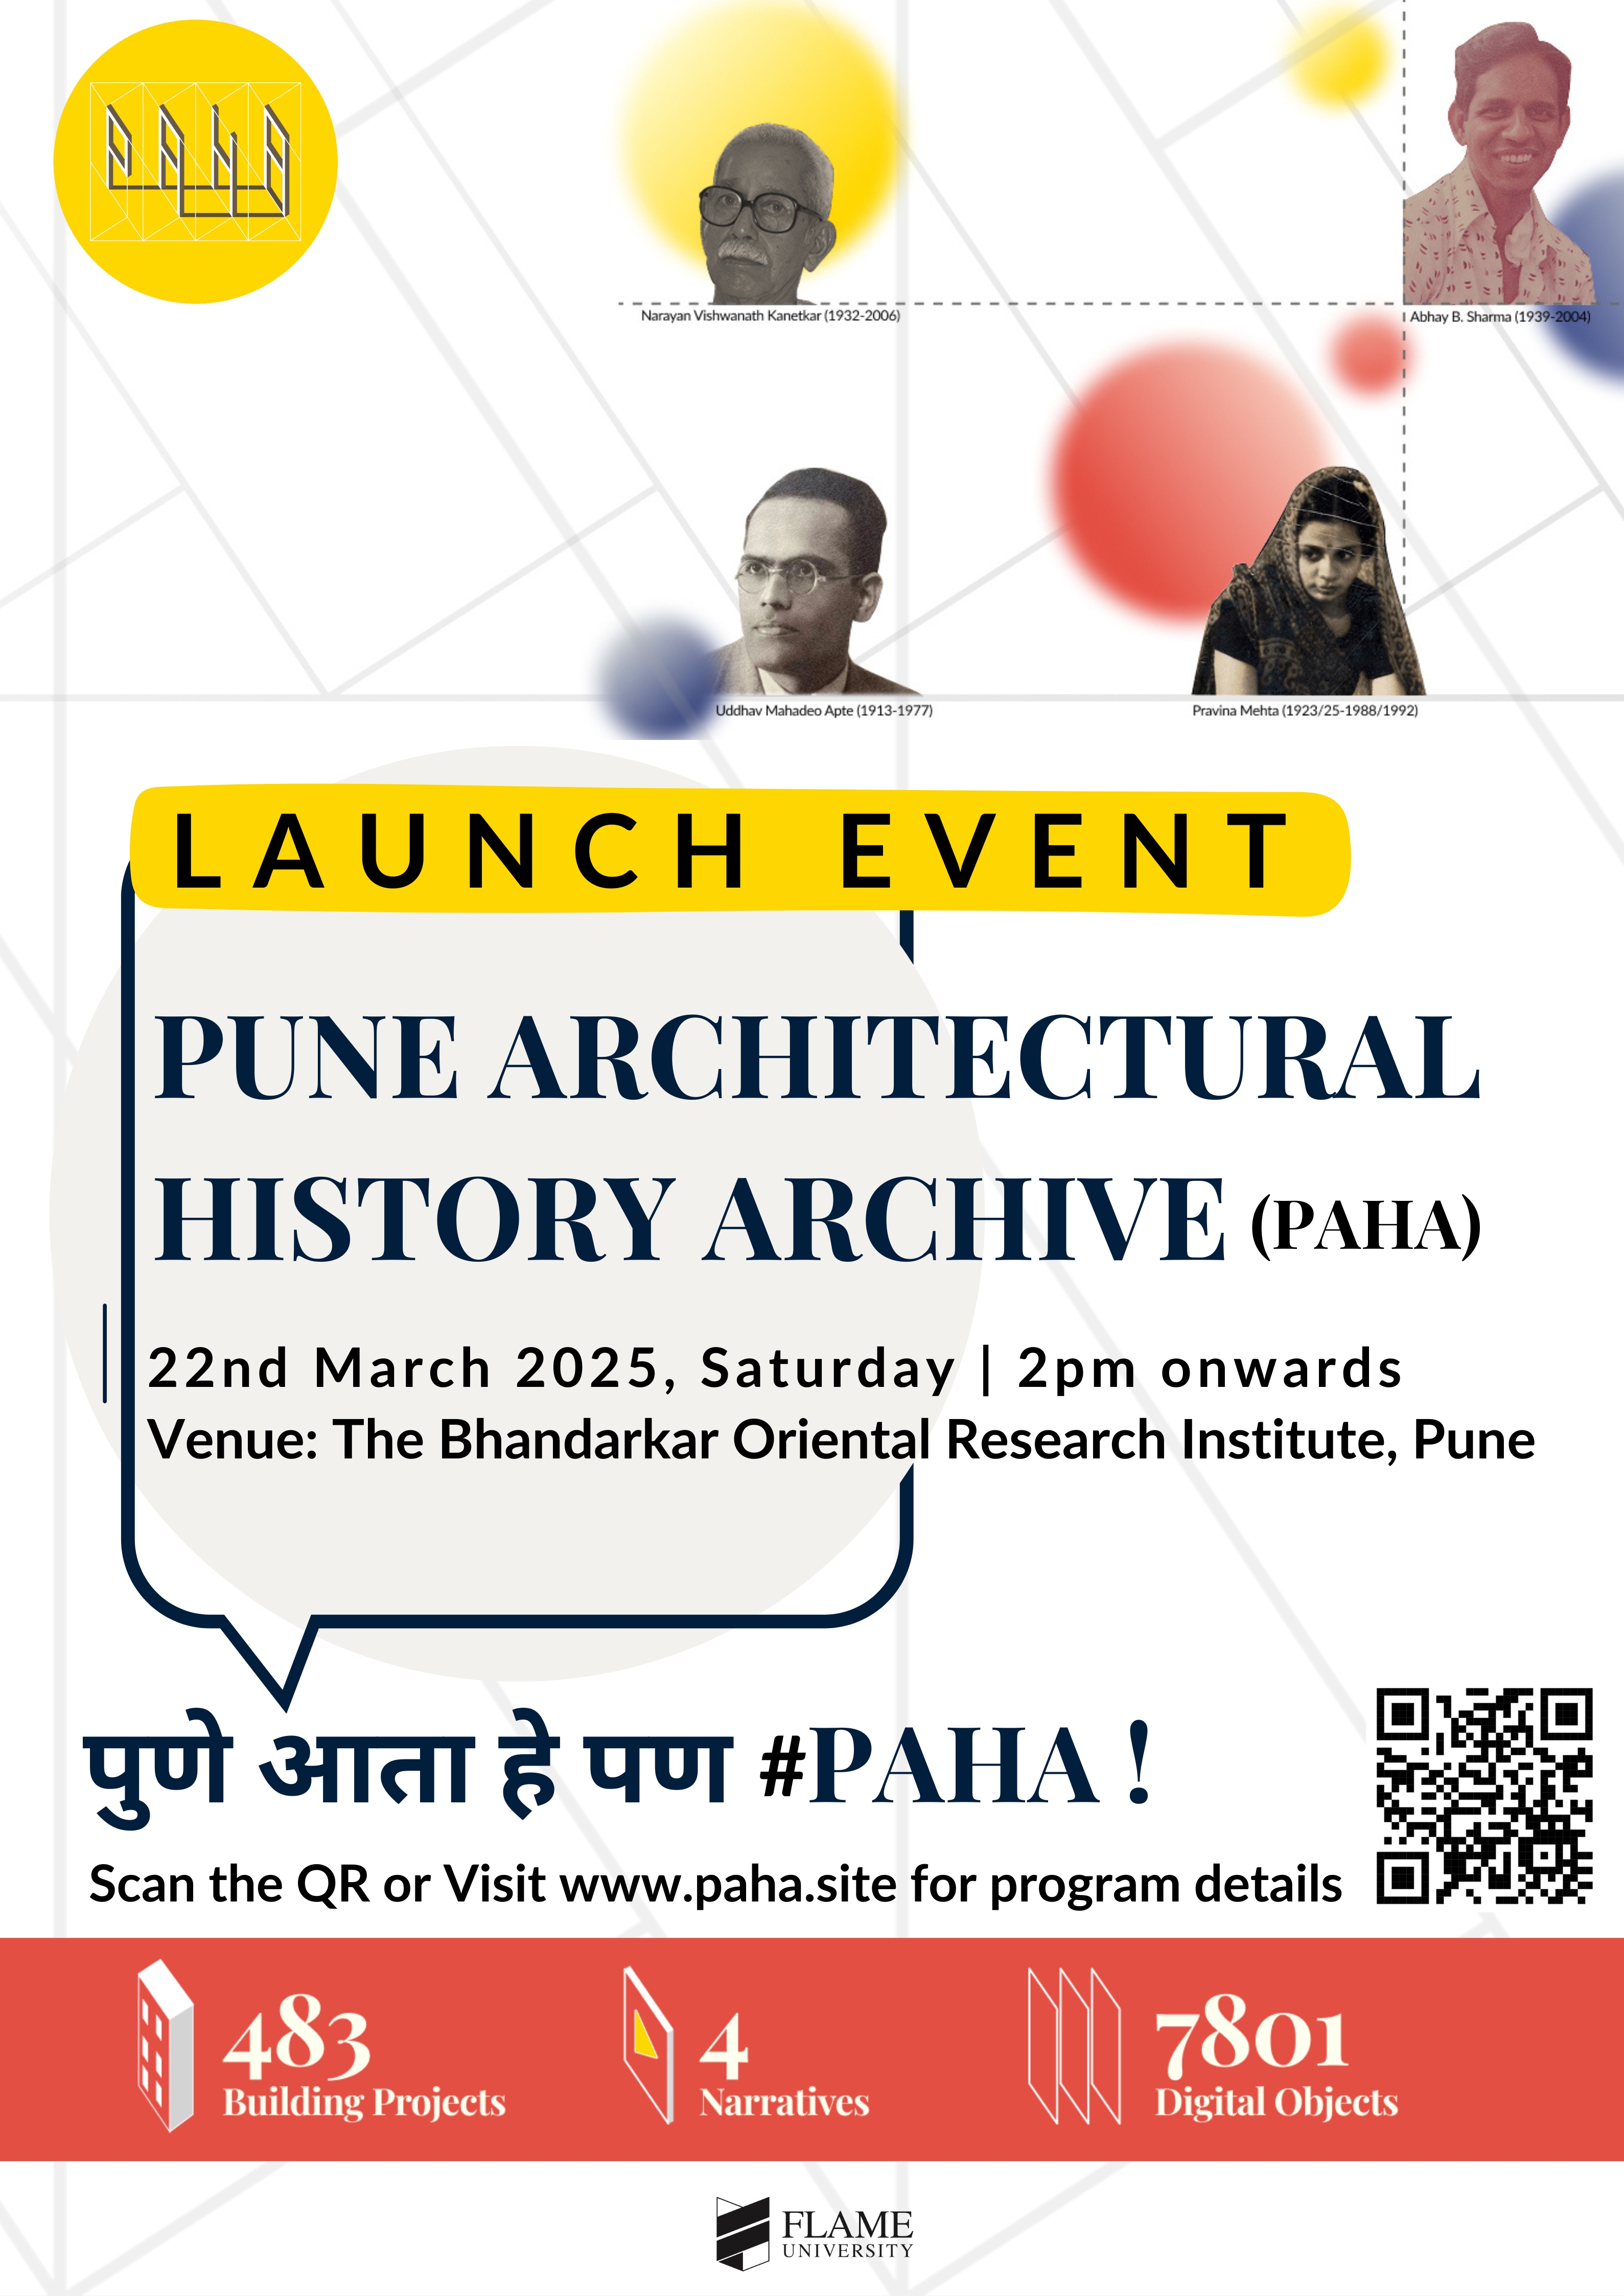 PAHA
Narayan Vishwanath Kanetkar (1932-2006)
Abhay B. Sharma (1939-2004)
Uddhav Mahadeo Apte (1913-1977)
Pravina Mehta (1923/25-1988/1992)
LAUNCH EVENT
PUNE ARCHITECTURAL
HISTORY ARCHIVE (PAHA)
22nd March 2025, Saturday | 2pm onwards
Venue: The Bhandarkar Oriental Research Institute, Pune
पुणे आता हे पण #PAHA !
Scan the QR or Visit www.paha.site for program details
483
Building Projects
4
Narratives
7801
Digital Objects
FLAME
UNIVERSITY